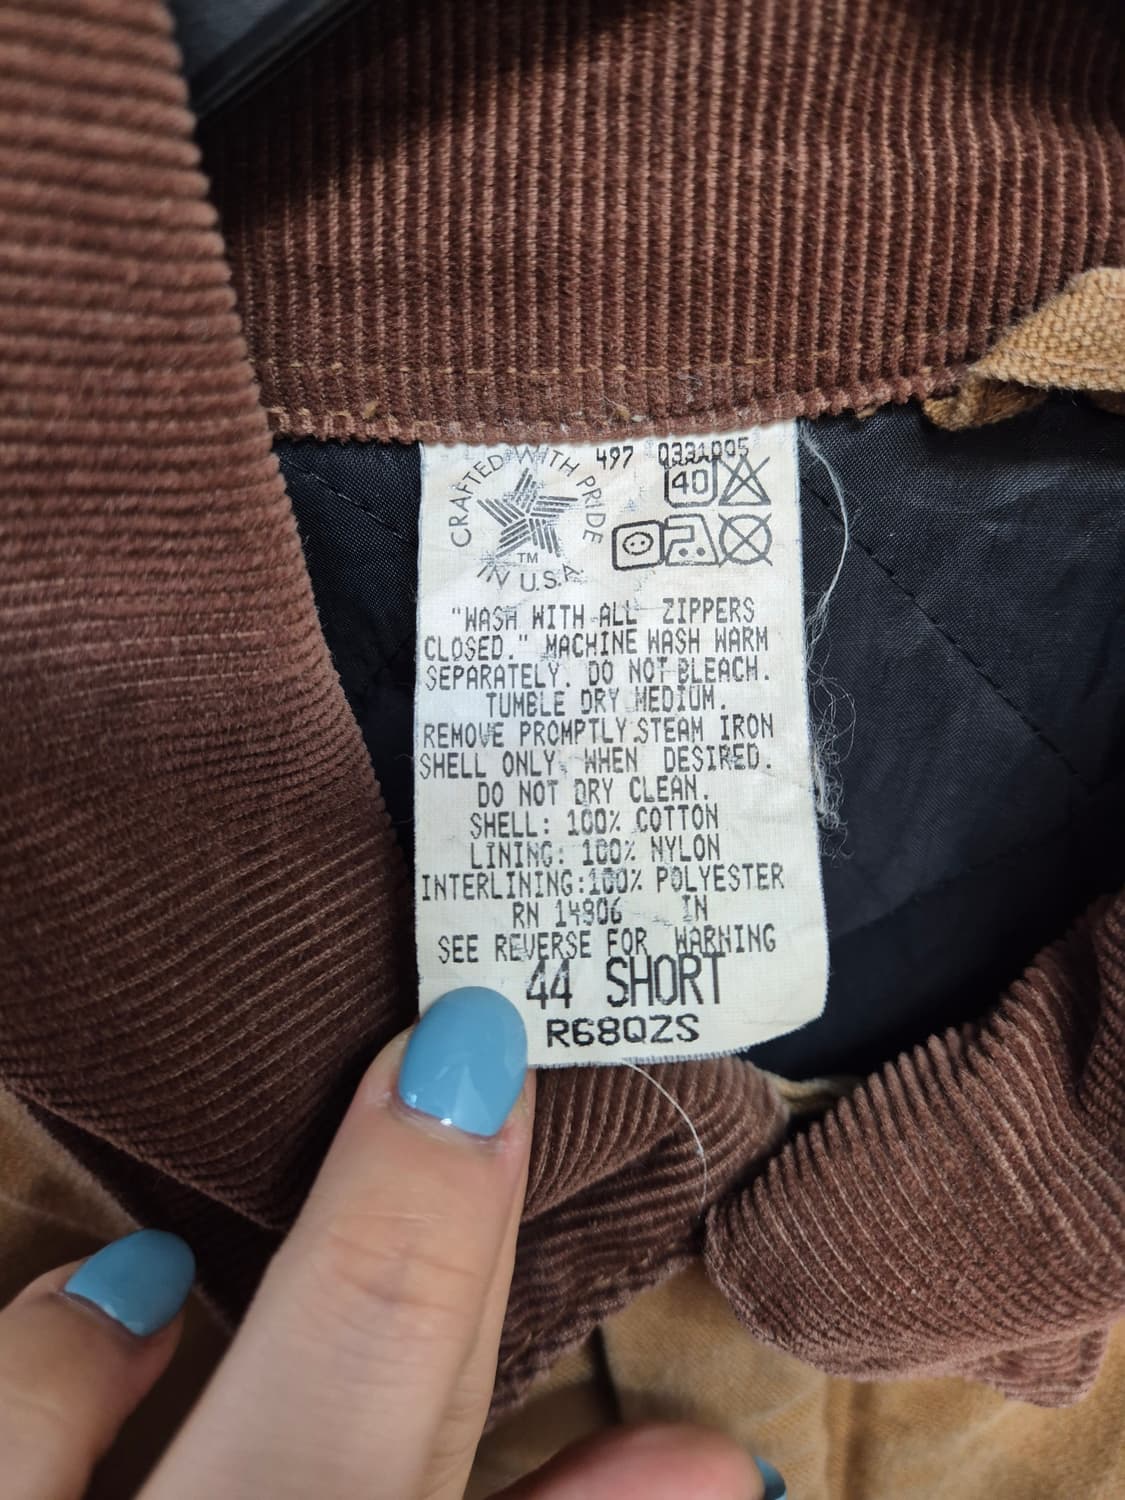 CRAFTED WITH PRIDE
TM
IN U.S.A.
497 0331005
40
"WASH WITH ALL ZIPPERS
CLOSED." MACHINE WASH WARM
SEPARATELY. DO NOT BLEACH.
TUMBLE DRY MEDIUM.
REMOVE PROMPTLY.STEAM IRON
SHELL ONLY WHEN DESIRED.
DO NOT DRY CLEAN.
SHELL: 100% COTTON
LINING: 100% NYLON
INTERLINING:100% POLYESTER
RN 14806 IN
SEE REVERSE FOR WARNING
44 SHORT
R68QZS